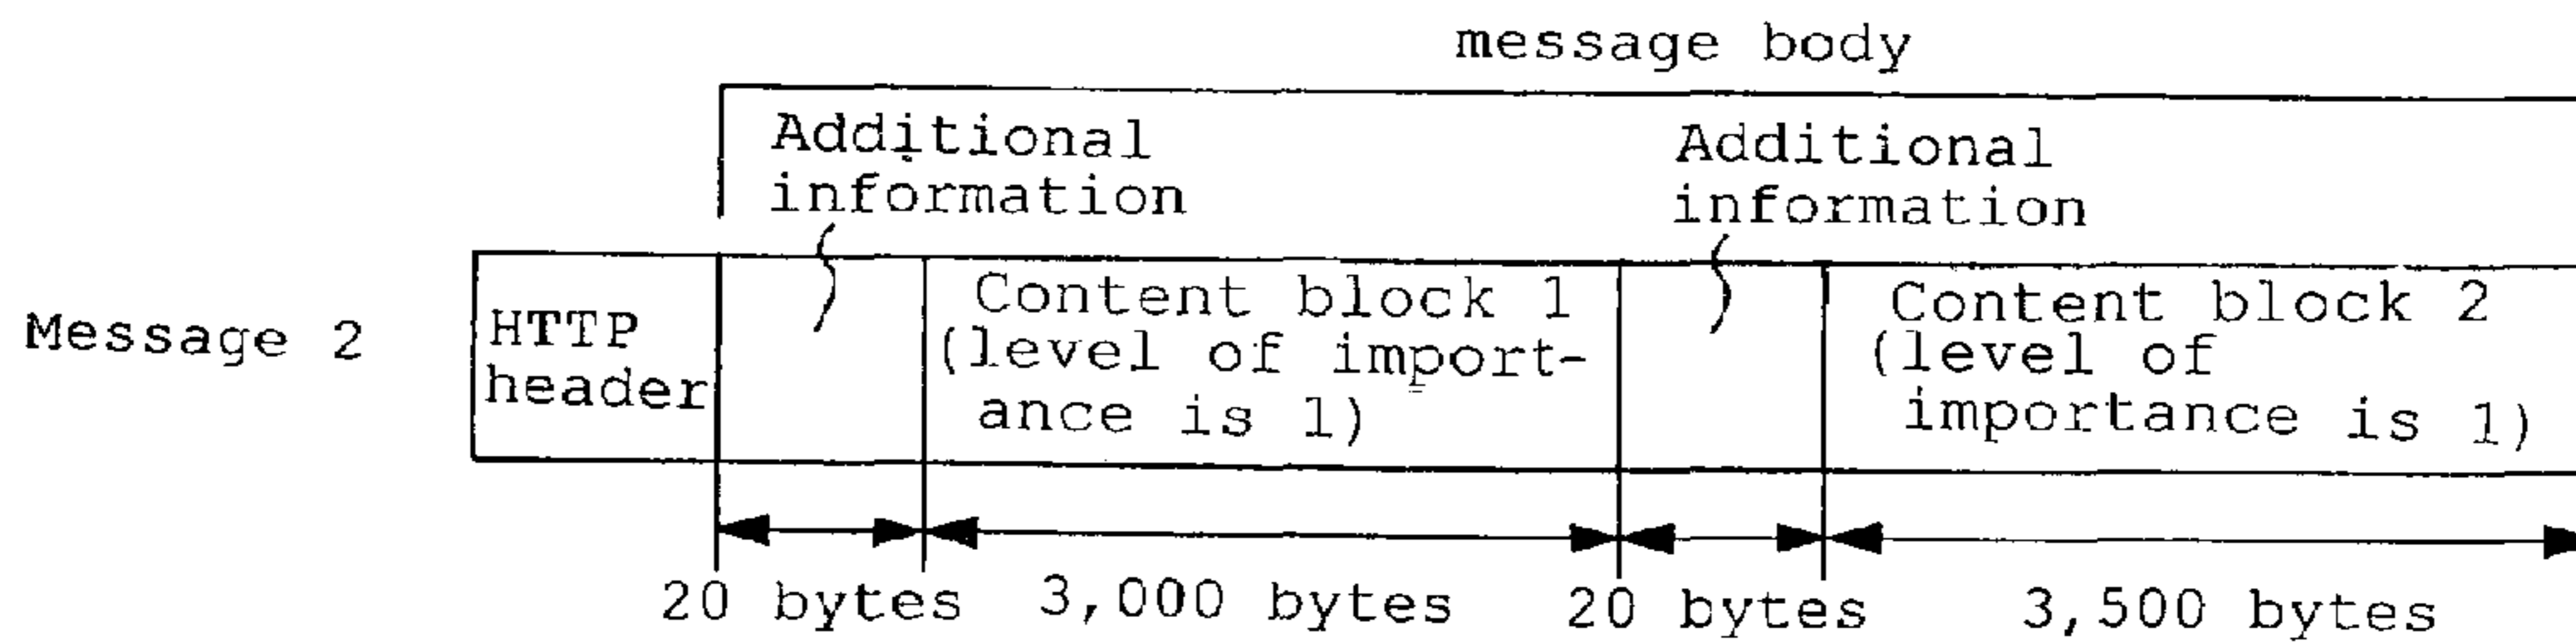 message body
Additional
information
Additional
information
Message 2
HTTP
header
Content block 1
(level of import-
ance is 1)
Content block 2
(level of
importance is 1)
20 bytes
3,000 bytes
20 bytes
3,500 bytes